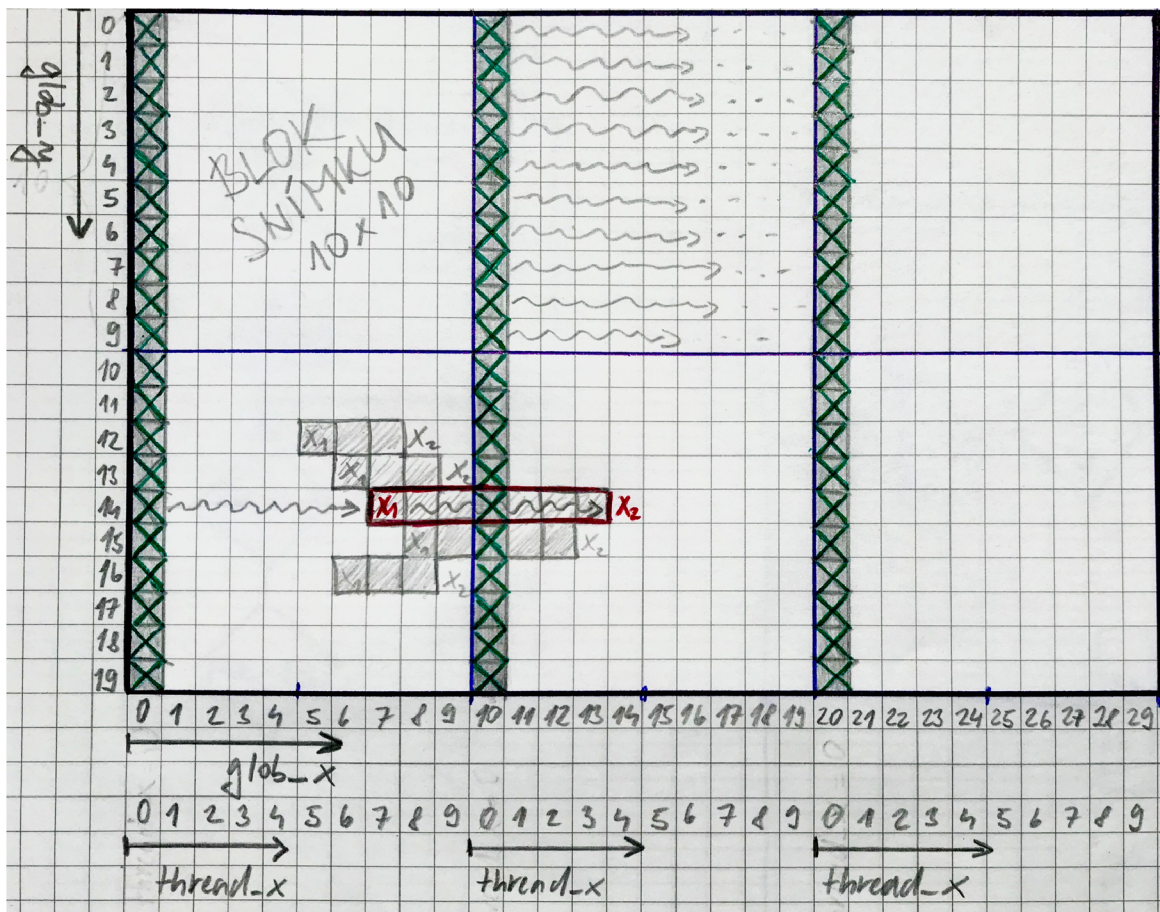 0
1
2
3
4
5
6
7
8
9
10
11
12
13
14
15
16
17
18
19
glob_y
BLOK
SNÍMKU
10x10
x₁ x₂
x₁ x₂
x₁ x₂
x₁ x₂
x₁ x₂
0 1 2 3 4 5 6 7 8 9 10 11 12 13 14 15 16 17 18 19 20 21 22 23 24 25 26 27 28 29
glob_x
0 1 2 3 4 5 6 7 8 9 0 1 2 3 4 5 6 7 8 9 0 1 2 3 4 5 6 7 8 9
thread_x thread_x thread_x